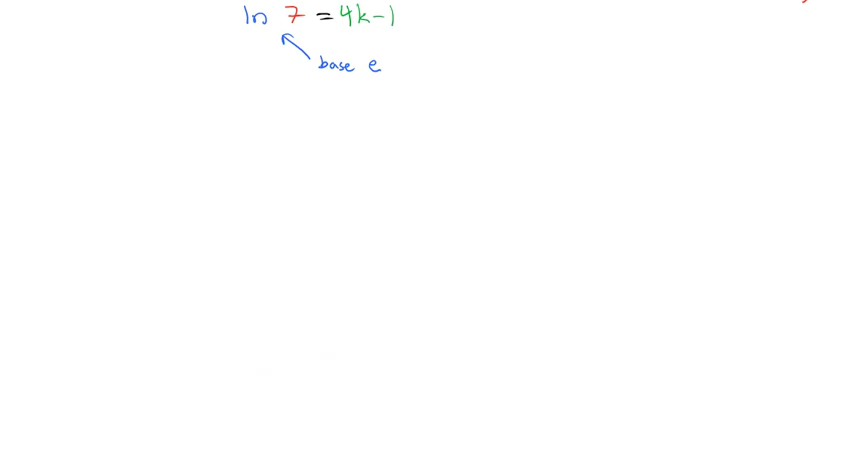 ln 7 = 4k-1
base e